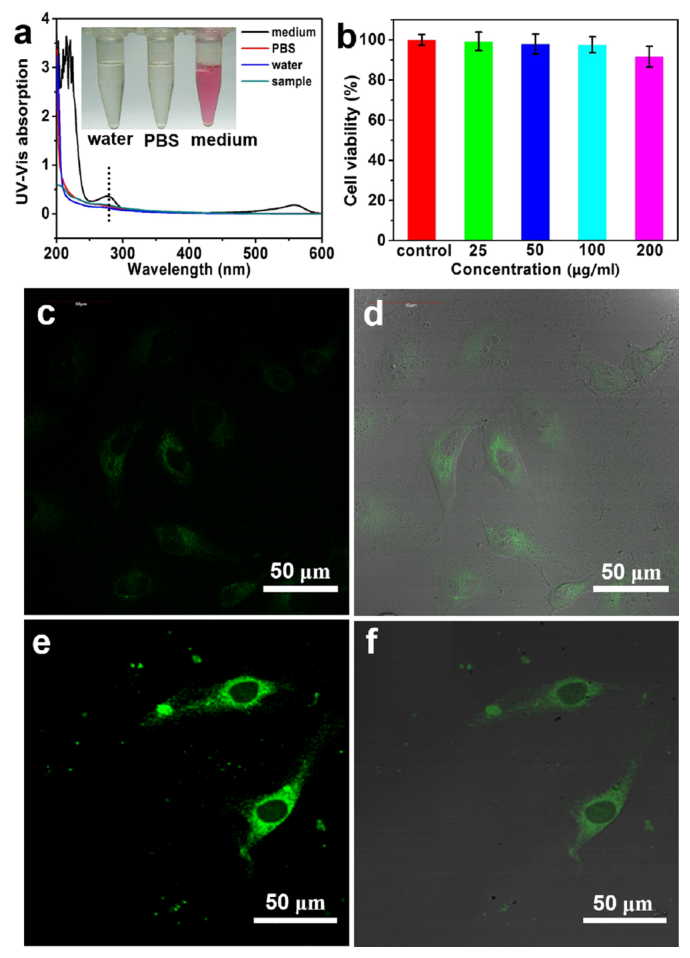 a
UV-Vis absorption
4
3
2
1
0
200
300
400
500
600
Wavelength (nm)
medium
PBS
water
sample
water PBS medium
b
Cell viability (%)
100
80
60
40
20
0
control 25 50 100 200
Concentration (µg/ml)
c
50 µm
d
50 µm
e
50 µm
f
50 µm